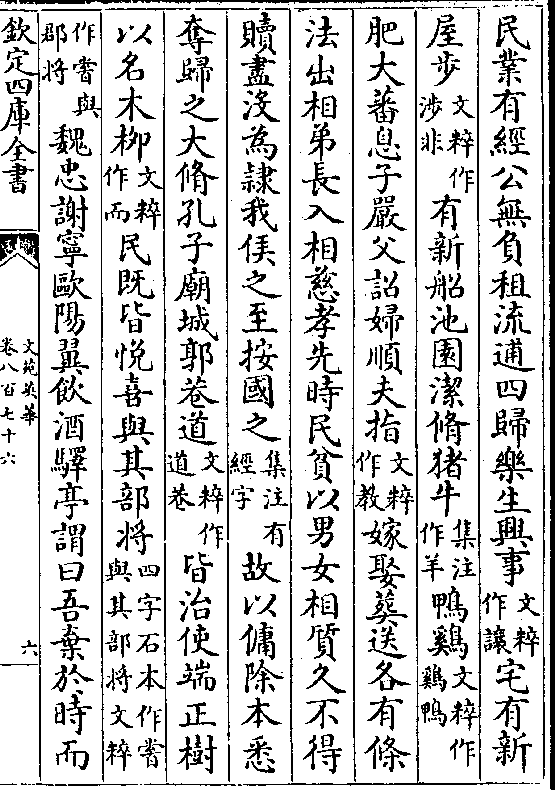 民業有經公無負租流逋四歸樂生興事文粹作讓宅有新
屋步文粹作涉非有新船池園潔脩猪牛集注作羊鴨雞文粹作雞鴨
肥大蕃息子嚴父詔婦順夫指文粹作教嫁娶葬送各有條
法出相弟長入相慈孝先時民貧以男女相質久不得
贖盡沒為隸我侯之至按國之集注有經字故以傭除本悉
奪歸之大脩孔子廟城郭巷道文粹作道巷皆治使端正樹
以名木栁文粹作而民既皆悅喜與其部將四字石本作嘗與其部將文粹
作嘗與郡將魏忠謝寧歐陽翼飲酒驛亭謂曰吾棄於時而
欽定四庫全書
文苑英華
卷八百七十六
六